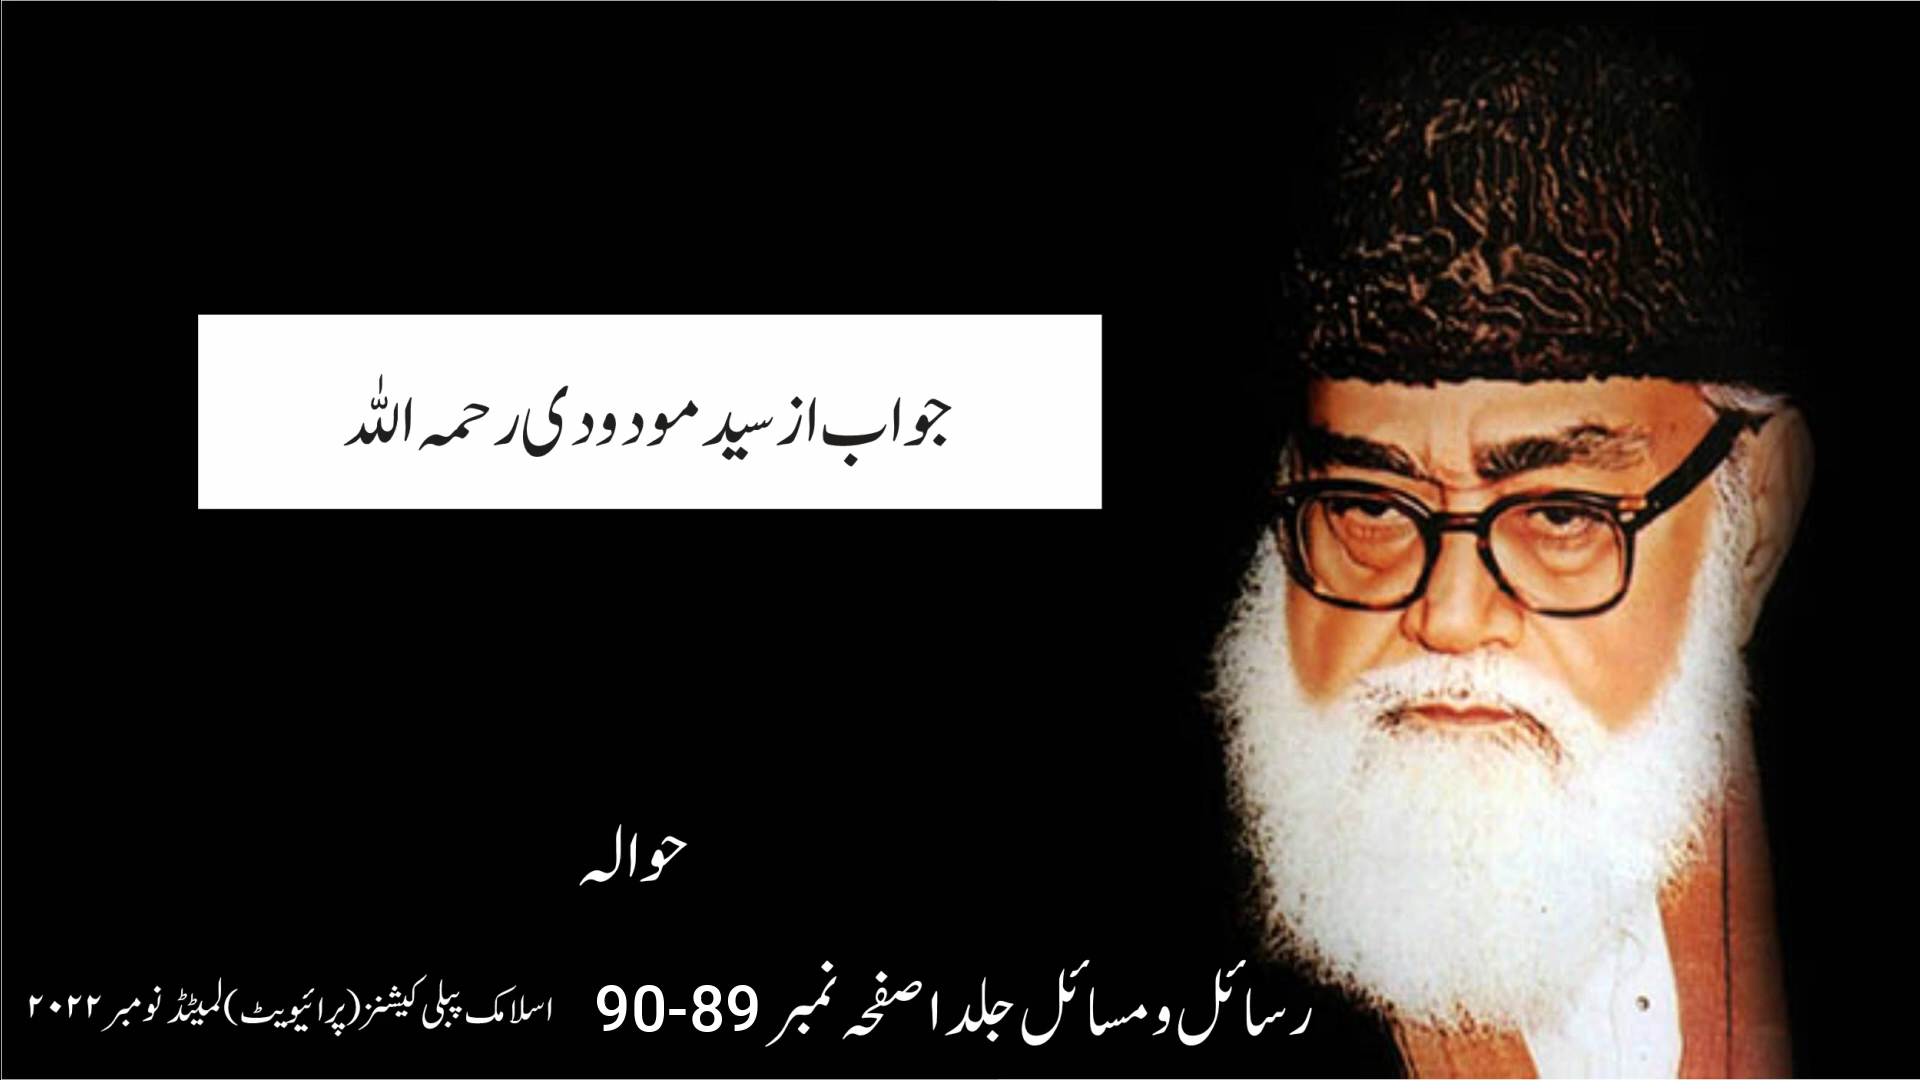 جواب از سید مودودی رحمہ اللہ
حوالہ
رسائل و مسائل جلد ۱ صفحہ نمبر 89-90 اسلامک پبلی کیشنز (پرائیویٹ) لمیٹڈ نومبر ۲۰۲۲